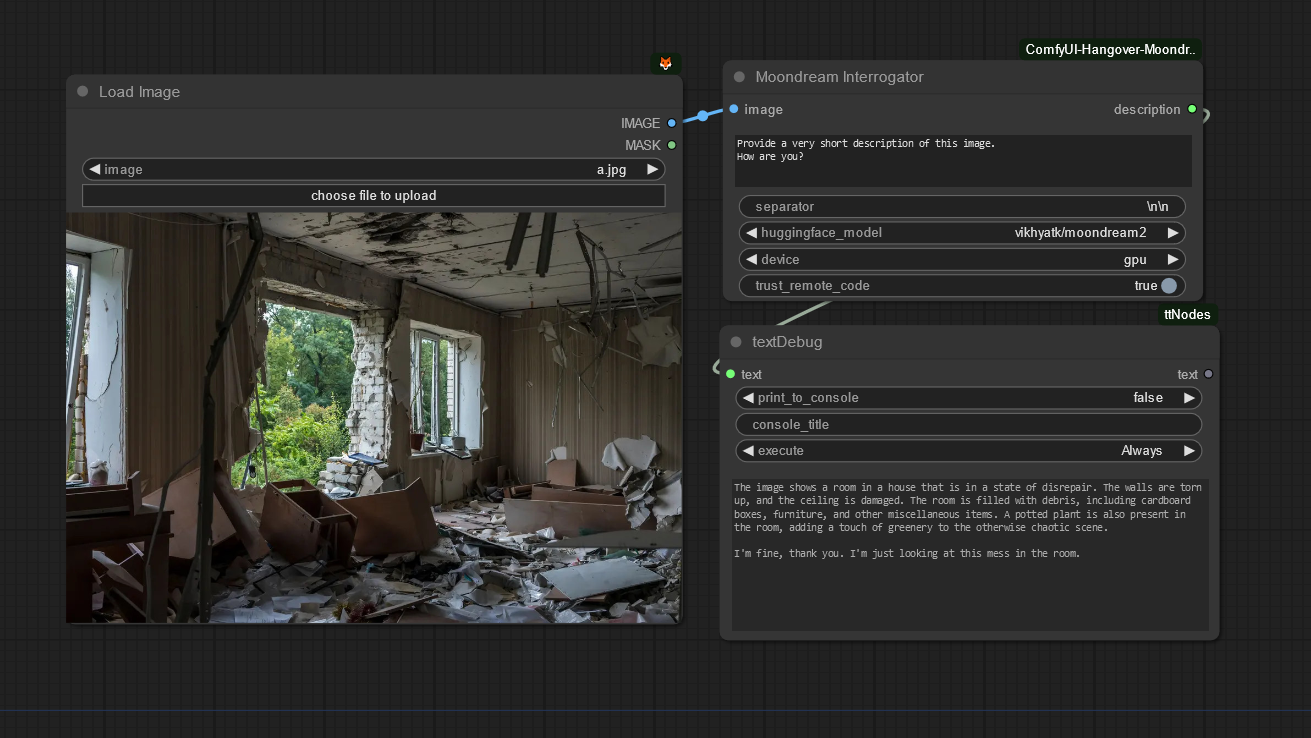 Load Image
IMAGE
MASK
image a.jpg
choose file to upload
ComfyUI-Hangover-Moondr..
Moondream Interrogator
image description
Provide a very short description of this image.
How are you?
separator \n\n
huggingface_model vikhyatk/moondream2
device gpu
trust_remote_code true
ttNodes
textDebug
text text
print_to_console false
console_title
execute Always
The image shows a room in a house that is in a state of disrepair. The walls are torn
up, and the ceiling is damaged. The room is filled with debris, including cardboard
boxes, furniture, and other miscellaneous items. A potted plant is also present in
the room, adding a touch of greenery to the otherwise chaotic scene.
I'm fine, thank you. I'm just looking at this mess in the room.